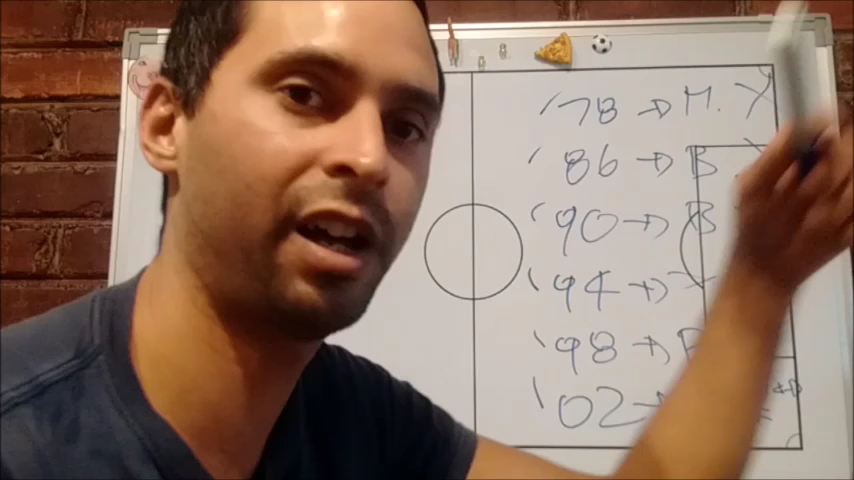 '78 → M. Y
'86 → B
'90 → B
'94 →
'98 →
'02 →